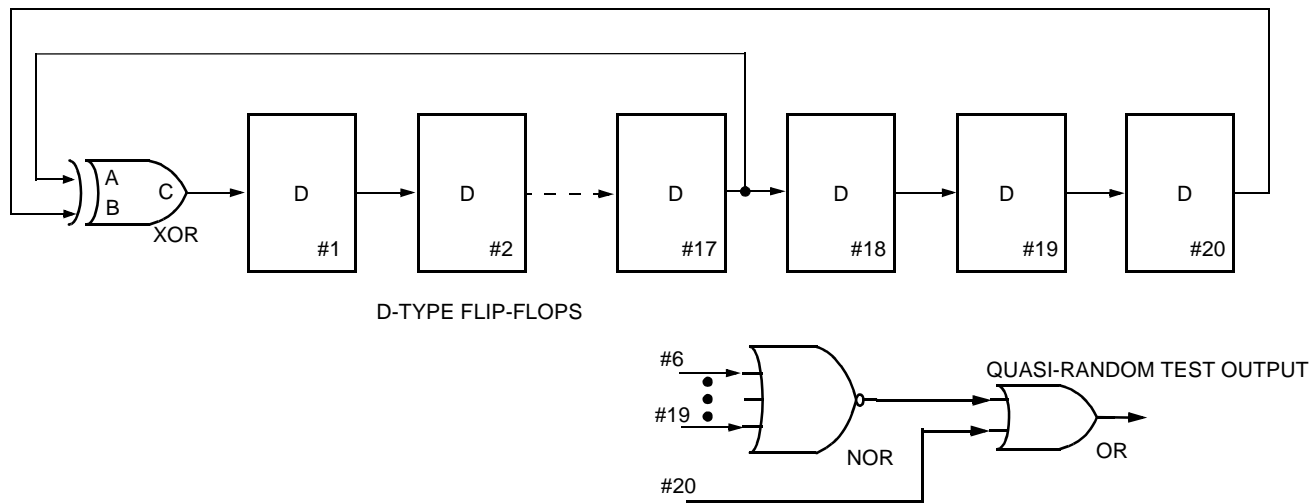 A
B
C
XOR
D
#1
D
#2
D
#17
D
#18
D
#19
D
#20
D-TYPE FLIP-FLOPS
#6
#19
#20
NOR
QUASI-RANDOM TEST OUTPUT
OR